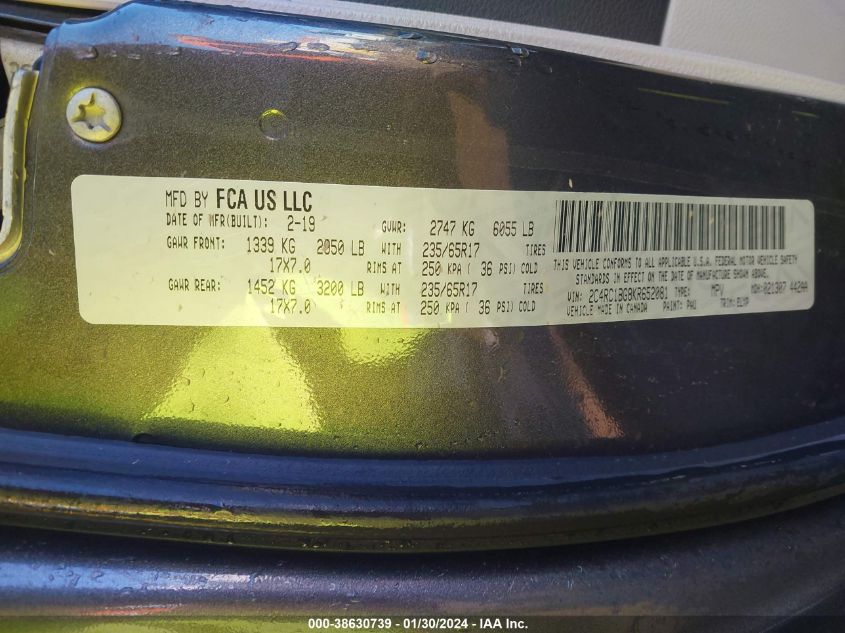 MFD BY FCA US LLC
DATE OF MFR(BUILT): 2-19 GVWR: 2747 KG 6055 LB
GAWR FRONT: 1339 KG 2950 LB WITH 235/65R17 TIRES
17X7.0 RIMS AT 250 KPA ( 36 PSI) COLD
GAWR REAR: 1452 KG 3200 LB WITH 235/65R17 TIRES
17X7.0 RIMS AT 250 KPA ( 36 PSI) COLD
THIS VEHICLE CONFORMS TO ALL APPLICABLE U.S.A. FEDERAL MOTOR VEHICLE SAFETY
STANDARDS IN EFFECT ON THE DATE OF MANUFACTURE SHOWN ABOVE.
VIN: 2C4RC1BG8KR652081 TYPE: MPV MDH: 021307 442AA
VEHICLE MADE IN CANADA PAINT: PAU TRIM:
000-38630739 - 01/30/2024 - IAA Inc.